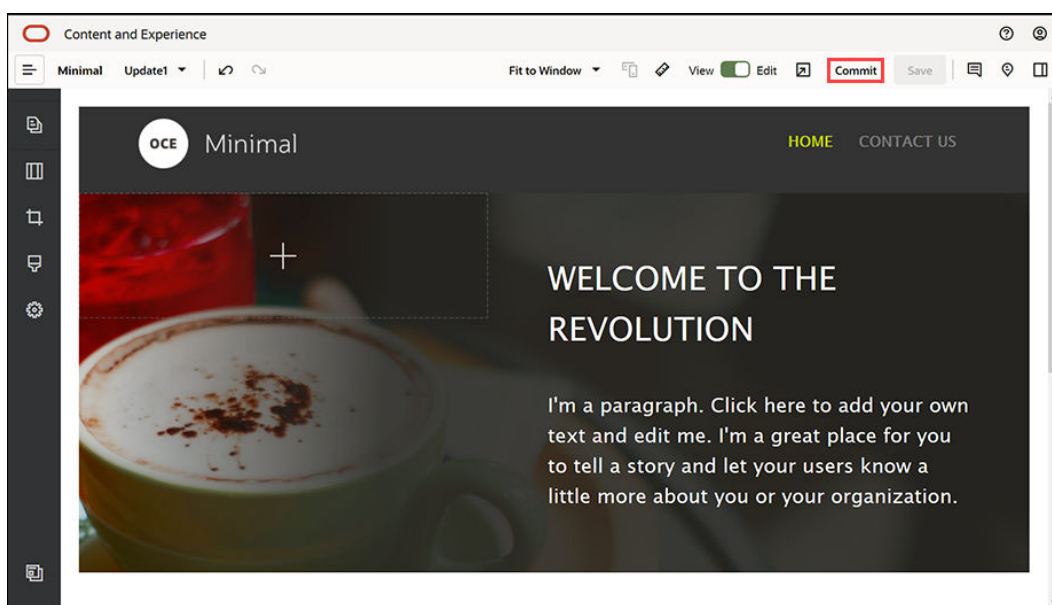 Content and Experience
Minimal Update1 Fit to Window View Edit Commit Save
OCE Minimal HOME CONTACT US
WELCOME TO THE
REVOLUTION
I'm a paragraph. Click here to add your own
text and edit me. I'm a great place for you
to tell a story and let your users know a
little more about you or your organization.